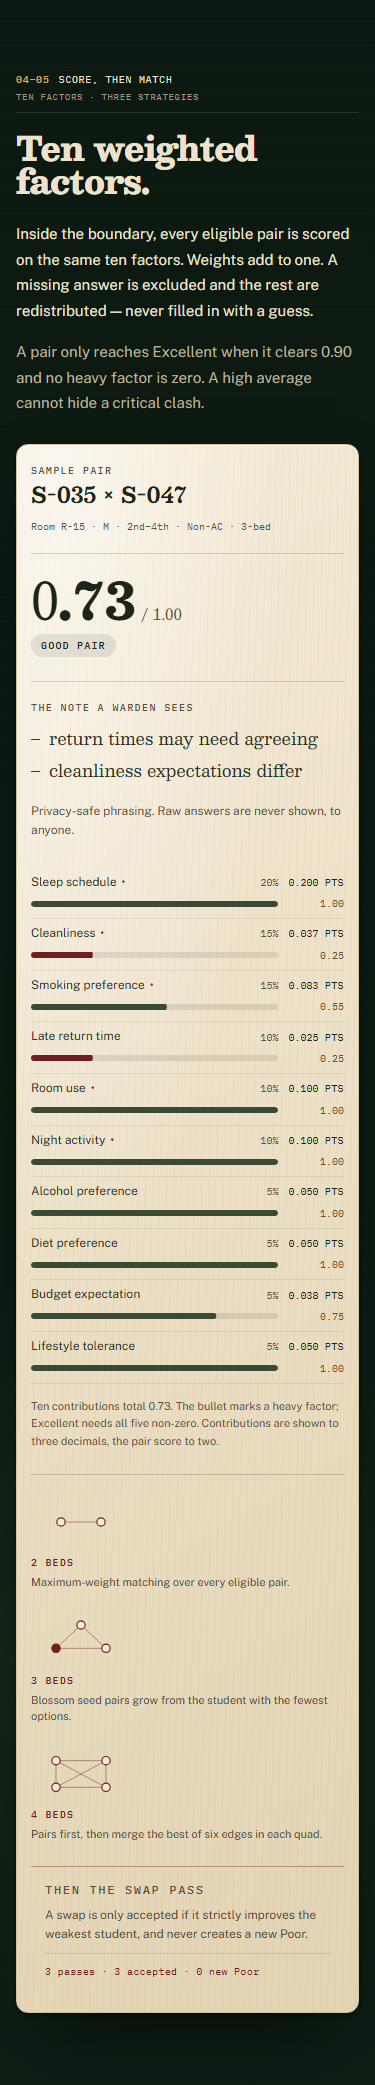 04–05 SCORE, THEN MATCH
TEN FACTORS · THREE STRATEGIES
Ten weighted
factors.
Inside the boundary, every eligible pair is scored
on the same ten factors. Weights add to one. A
missing answer is excluded and the rest are
redistributed — never filled in with a guess.
A pair only reaches Excellent when it clears 0.90
and no heavy factor is zero. A high average
cannot hide a critical clash.
SAMPLE PAIR
S-035 × S-047
Room R-15 · M · 2nd–4th · Non-AC · 3-bed
0.73 / 1.00
GOOD PAIR
THE NOTE A WARDEN SEES
– return times may need agreeing
– cleanliness expectations differ
Privacy-safe phrasing. Raw answers are never shown, to
anyone.
Sleep schedule • 20% 0.200 PTS
1.00
Cleanliness • 15% 0.037 PTS
0.25
Smoking preference • 15% 0.083 PTS
0.55
Late return time 10% 0.025 PTS
0.25
Room use • 10% 0.100 PTS
1.00
Night activity • 10% 0.100 PTS
1.00
Alcohol preference 5% 0.050 PTS
1.00
Diet preference 5% 0.050 PTS
1.00
Budget expectation 5% 0.038 PTS
0.75
Lifestyle tolerance 5% 0.050 PTS
1.00
Ten contributions total 0.73. The bullet marks a heavy factor;
Excellent needs all five non-zero. Contributions are shown to
three decimals, the pair score to two.
2 BEDS
Maximum-weight matching over every eligible pair.
3 BEDS
Blossom seed pairs grow from the student with the fewest
options.
4 BEDS
Pairs first, then merge the best of six edges in each quad.
THEN THE SWAP PASS
A swap is only accepted if it strictly improves the
weakest student, and never creates a new Poor.
3 passes · 3 accepted · 0 new Poor